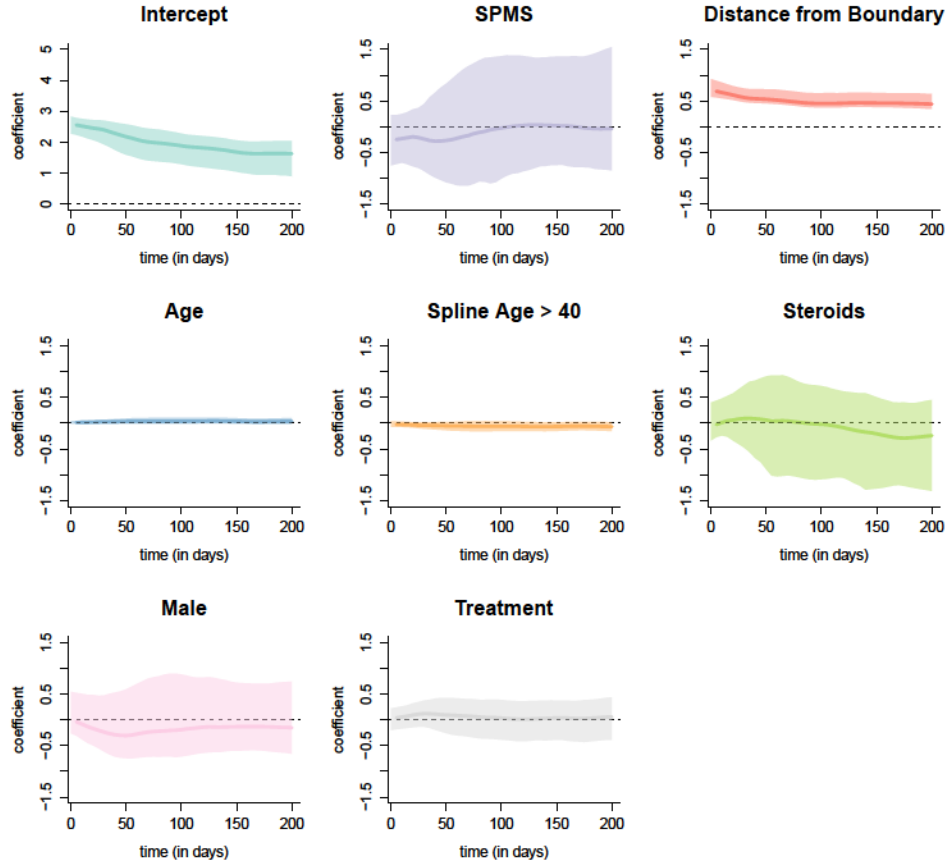 Intercept
coefficient
0 1 2 3 4 5
0 50 100 150 200
time (in days)
SPMS
coefficient
−1.5 −0.5 0.5 1.5
0 50 100 150 200
time (in days)
Distance from Boundary
coefficient
−1.5 −0.5 0.5 1.5
0 50 100 150 200
time (in days)
Age
coefficient
−1.5 −0.5 0.5 1.5
0 50 100 150 200
time (in days)
Spline Age > 40
coefficient
−1.5 −0.5 0.5 1.5
0 50 100 150 200
time (in days)
Steroids
coefficient
−1.5 −0.5 0.5 1.5
0 50 100 150 200
time (in days)
Male
coefficient
−1.5 −0.5 0.5 1.5
0 50 100 150 200
time (in days)
Treatment
coefficient
−1.5 −0.5 0.5 1.5
0 50 100 150 200
time (in days)